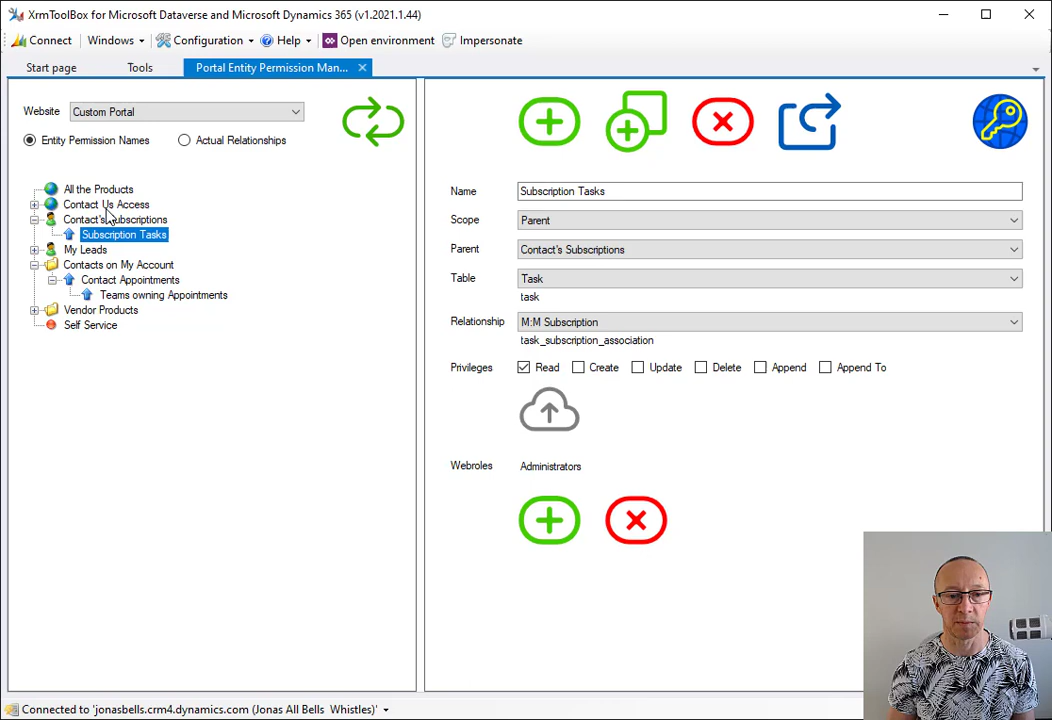 XrmToolBox for Microsoft Dataverse and Microsoft Dynamics 365 (v1.2021.1.44)
Connect Windows Configuration Help Open environment Impersonate
Start page Tools Portal Entity Permission Man...
Website Custom Portal
Entity Permission Names Actual Relationships
All the Products
Contact Us Access
Contact's Subscriptions
Subscription Tasks
My Leads
Contacts on My Account
Contact Appointments
Teams owning Appointments
Vendor Products
Self Service
Name Subscription Tasks
Scope Parent
Parent Contact's Subscriptions
Table Task
task
Relationship M:M Subscription
task_subscription_association
Privileges Read Create Update Delete Append Append To
Webroles Administrators
Connected to 'jonasbells.crm4.dynamics.com (Jonas All Bells Whistles)'